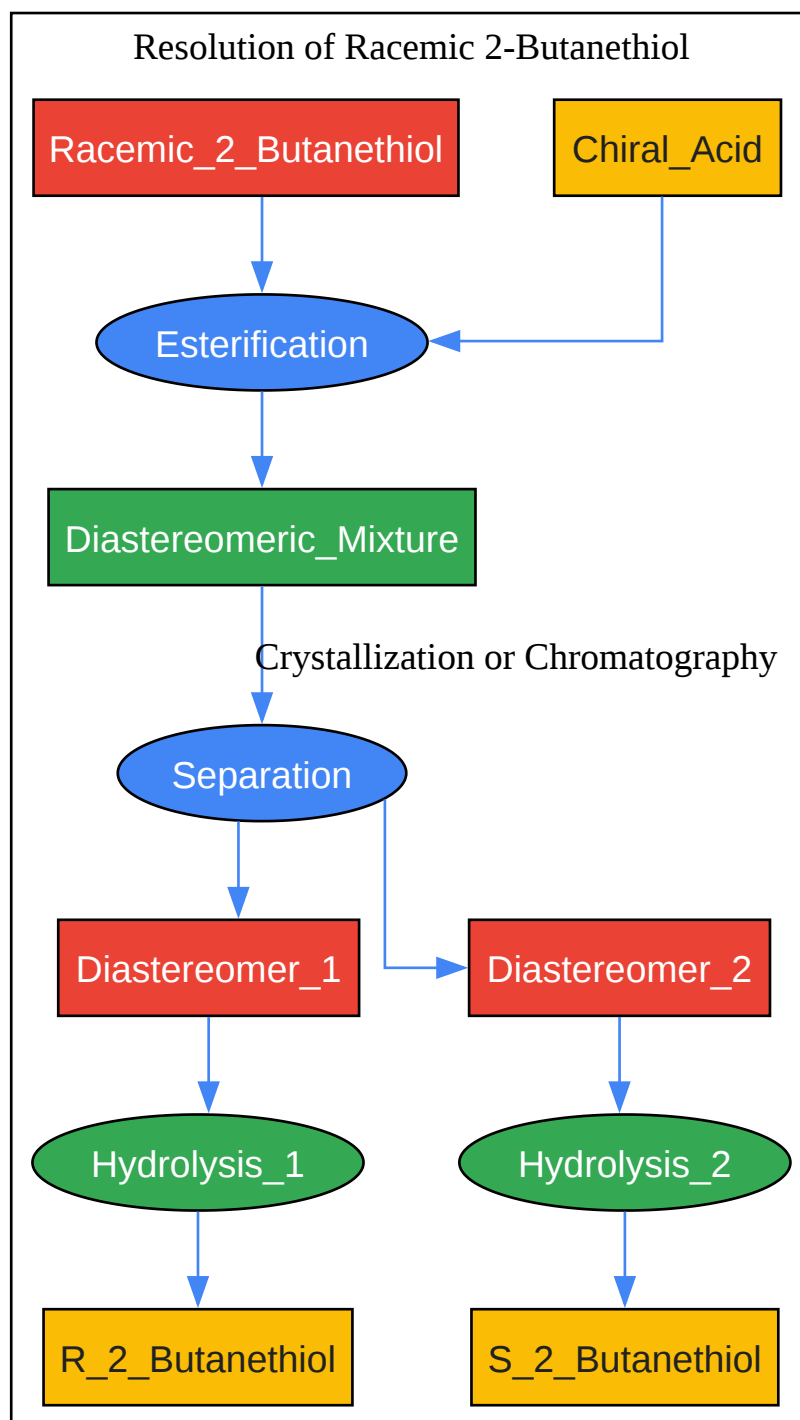 Resolution of Racemic 2-Butanethiol
Racemic_2_Butanethiol
Chiral_Acid
Esterification
Diastereomeric_Mixture
Crystallization or Chromatography
Separation
Diastereomer_1
Diastereomer_2
Hydrolysis_1
Hydrolysis_2
R_2_Butanethiol
S_2_Butanethiol